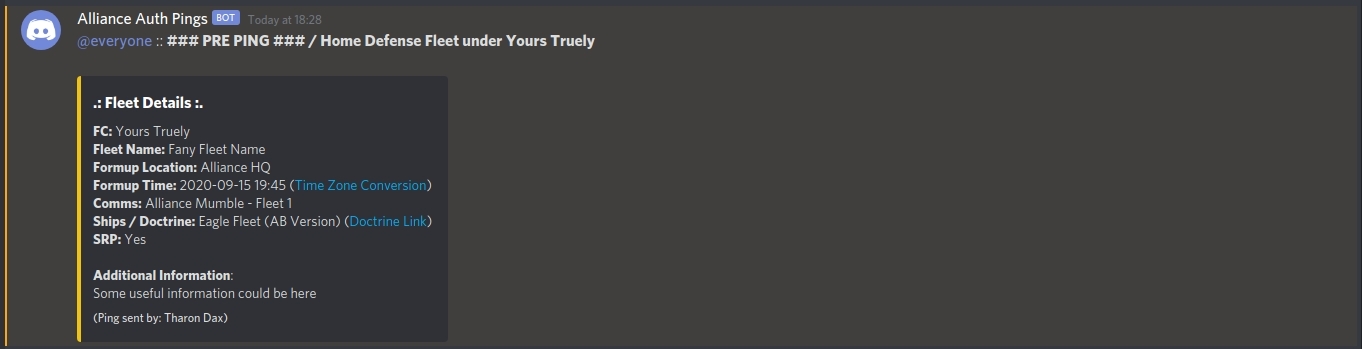 Alliance Auth Pings BOT Today at 18:28
@everyone :: ### PRE PING ### / Home Defense Fleet under Yours Truely
.: Fleet Details :.
FC: Yours Truely
Fleet Name: Fany Fleet Name
Formup Location: Alliance HQ
Formup Time: 2020-09-15 19:45 (Time Zone Conversion)
Comms: Alliance Mumble - Fleet 1
Ships / Doctrine: Eagle Fleet (AB Version) (Doctrine Link)
SRP: Yes
Additional Information:
Some useful information could be here
(Ping sent by: Tharon Dax)